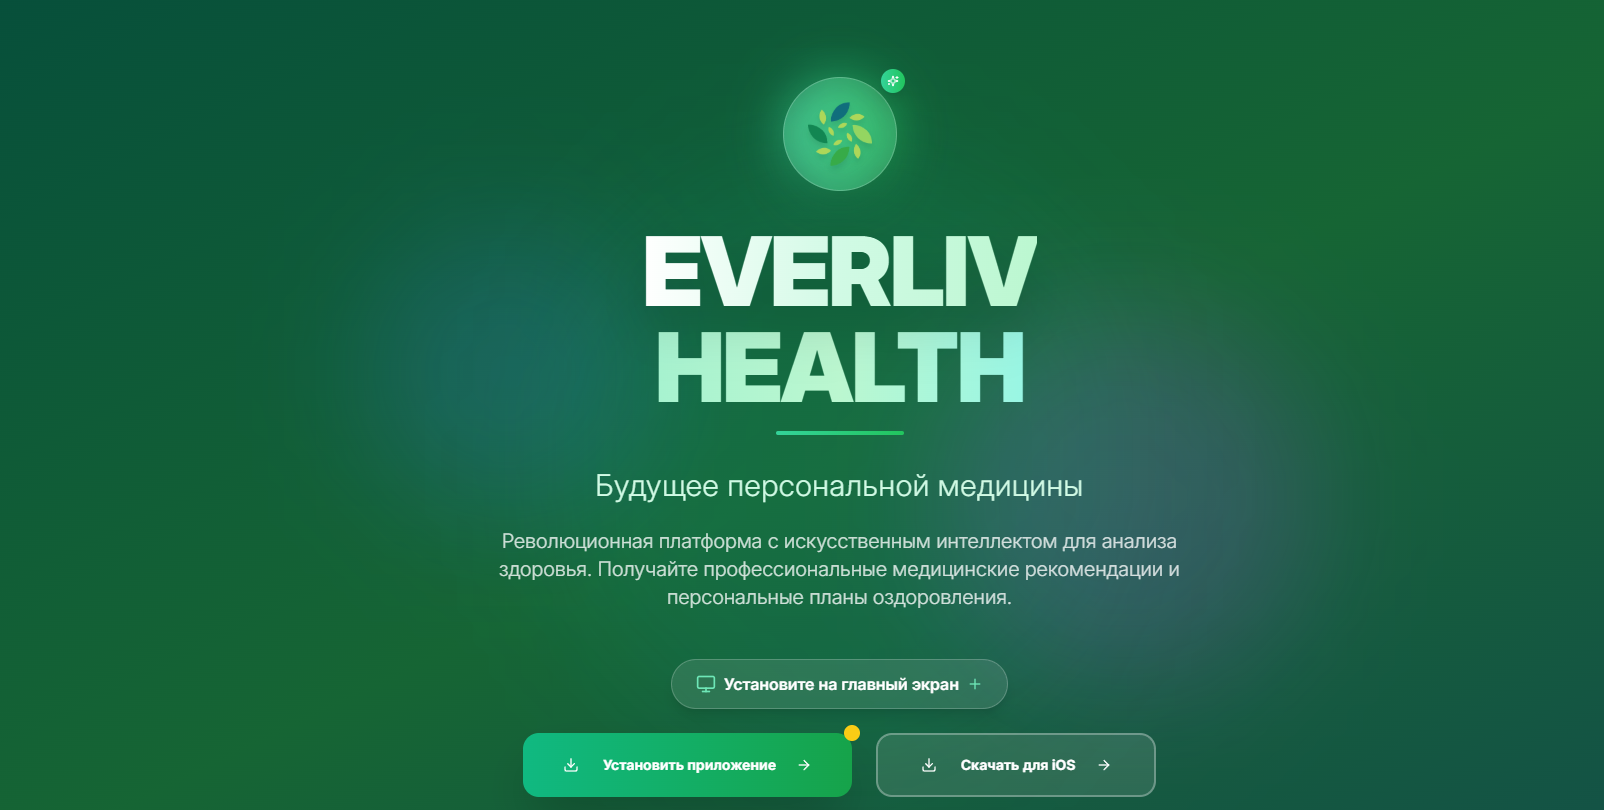 EVERLIV
HEALTH
Будущее персональной медицины
Революционная платформа с искусственным интеллектом для анализа
здоровья. Получайте профессиональные медицинские рекомендации и
персональные планы оздоровления.
Установите на главный экран
Установить приложение
Скачать для iOS